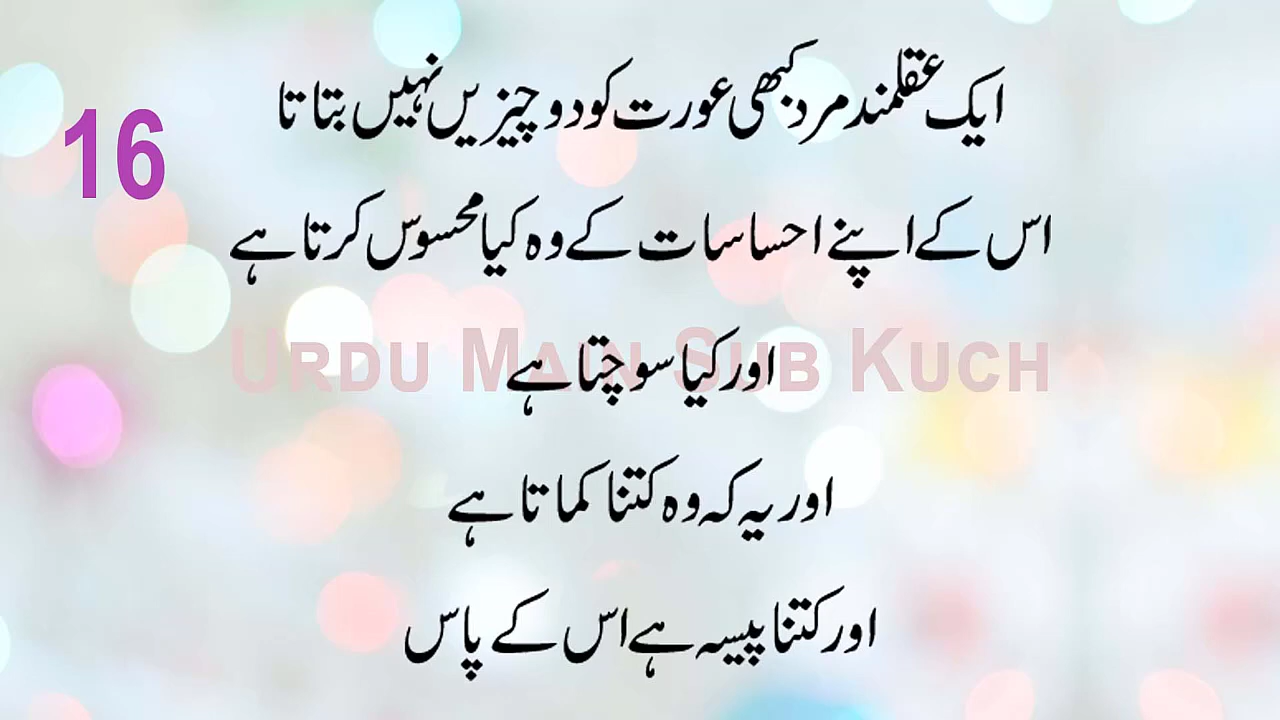 16
ایک عقلمند مرد کبھی عورت کو دو چیزیں نہیں بتاتا
اس کے اپنے احساسات کے وہ کیا محسوس کرتا ہے
اور کیا سوچتا ہے
URDU MAIN SUB KUCH
اور یہ کہ وہ کتنا کماتا ہے
اور کتنا پیسہ ہے اس کے پاس